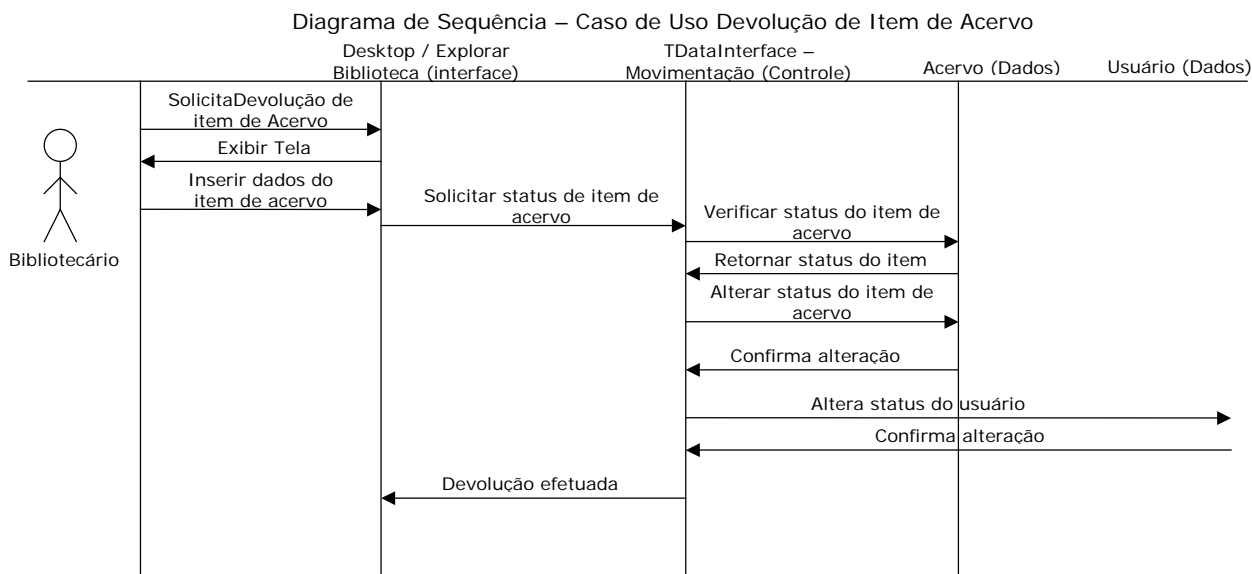 Diagrama de Sequência – Caso de Uso Devolução de Item de Acervo
Desktop / Explorar
Biblioteca (interface)
TDataInterface –
Movimentação (Controle)
Acervo (Dados)
Usuário (Dados)
SolicitaDevolução de
item de Acervo
Exibir Tela
Inserir dados do
item de acervo
Bibliotecário
Solicitar status de item de
acervo
Verificar status do item de
acervo
Retornar status do item
Alterar status do item de
acervo
Confirma alteração
Altera status do usuário
Confirma alteração
Devolução efetuada